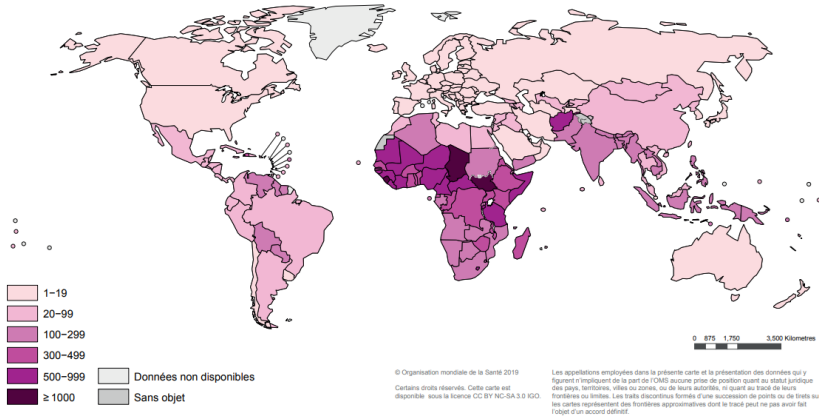 1−19
20−99
100−299
300−499
500−999
≥ 1000
Données non disponibles
Sans objet
0 875 1,750 3,500 Kilometres
© Organisation mondiale de la Santé 2019
Certains droits réservés. Cette carte est
disponible sous la licence CC BY NC-SA 3.0 IGO.
Les appellations employées dans la présente carte et la présentation des données qui y
figurent n'impliquent de la part de l'OMS aucune prise de position quant au statut juridique
des pays, territoires, villes ou zones, ou de leurs autorités, ni quant au tracé de leurs
frontières ou limites. Les traits discontinus formés d'une succession de points ou de tirets su
les cartes représentent des frontières approximatives dont le tracé peut ne pas avoir fait
l'objet d'un accord définitif.